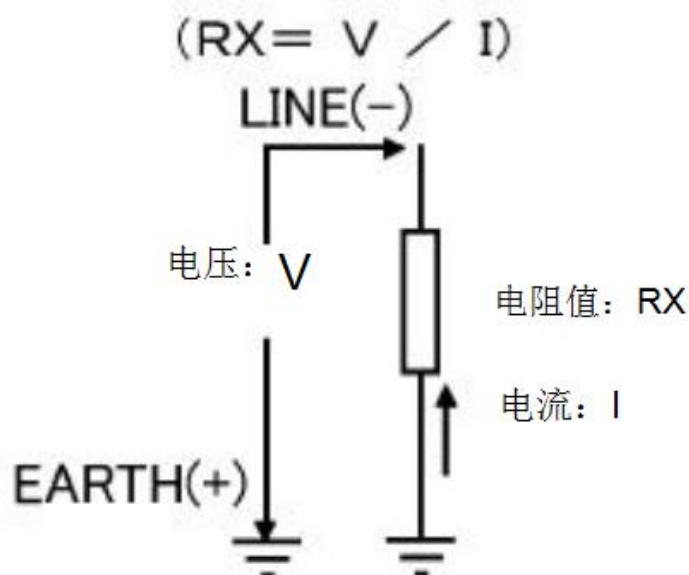 (RX= V / I)
LINE(-)
电压: V
电阻值: RX
电流: I
EARTH(+)